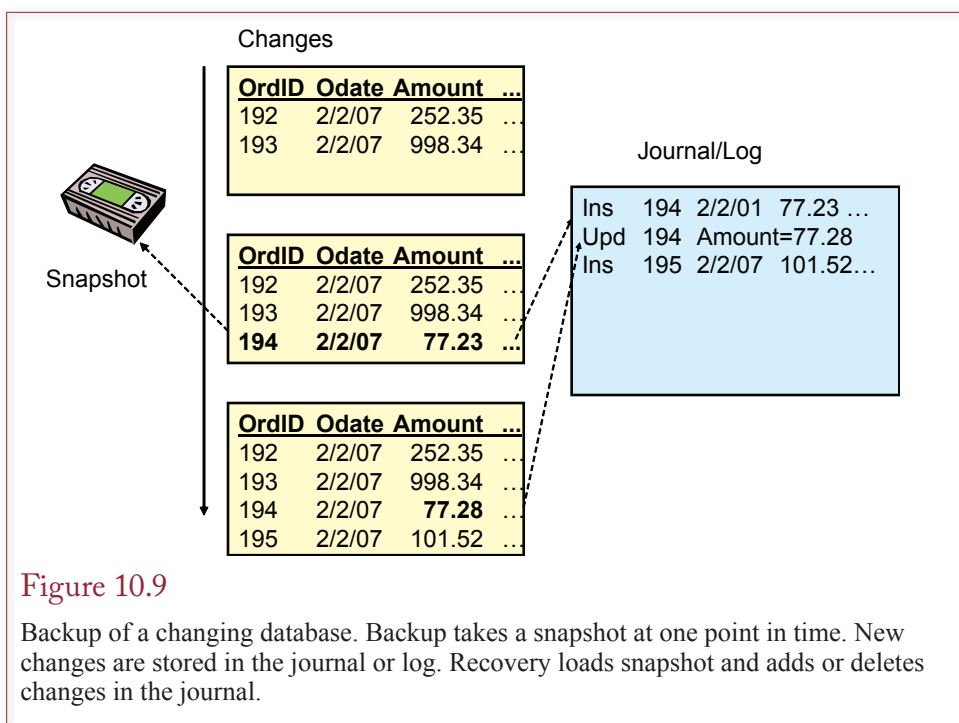 Changes
OrdID Odate Amount ...
192 2/2/07 252.35 …
193 2/2/07 998.34 …
Journal/Log
Ins 194 2/2/01 77.23 …
Upd 194 Amount=77.28
Ins 195 2/2/07 101.52…
Snapshot
OrdID Odate Amount ...
192 2/2/07 252.35 …
193 2/2/07 998.34 …
194 2/2/07 77.23 ...
OrdID Odate Amount ...
192 2/2/07 252.35 …
193 2/2/07 998.34 …
194 2/2/07 77.28 …
195 2/2/07 101.52 …
Figure 10.9
Backup of a changing database. Backup takes a snapshot at one point in time. New
changes are stored in the journal or log. Recovery loads snapshot and adds or deletes
changes in the journal.